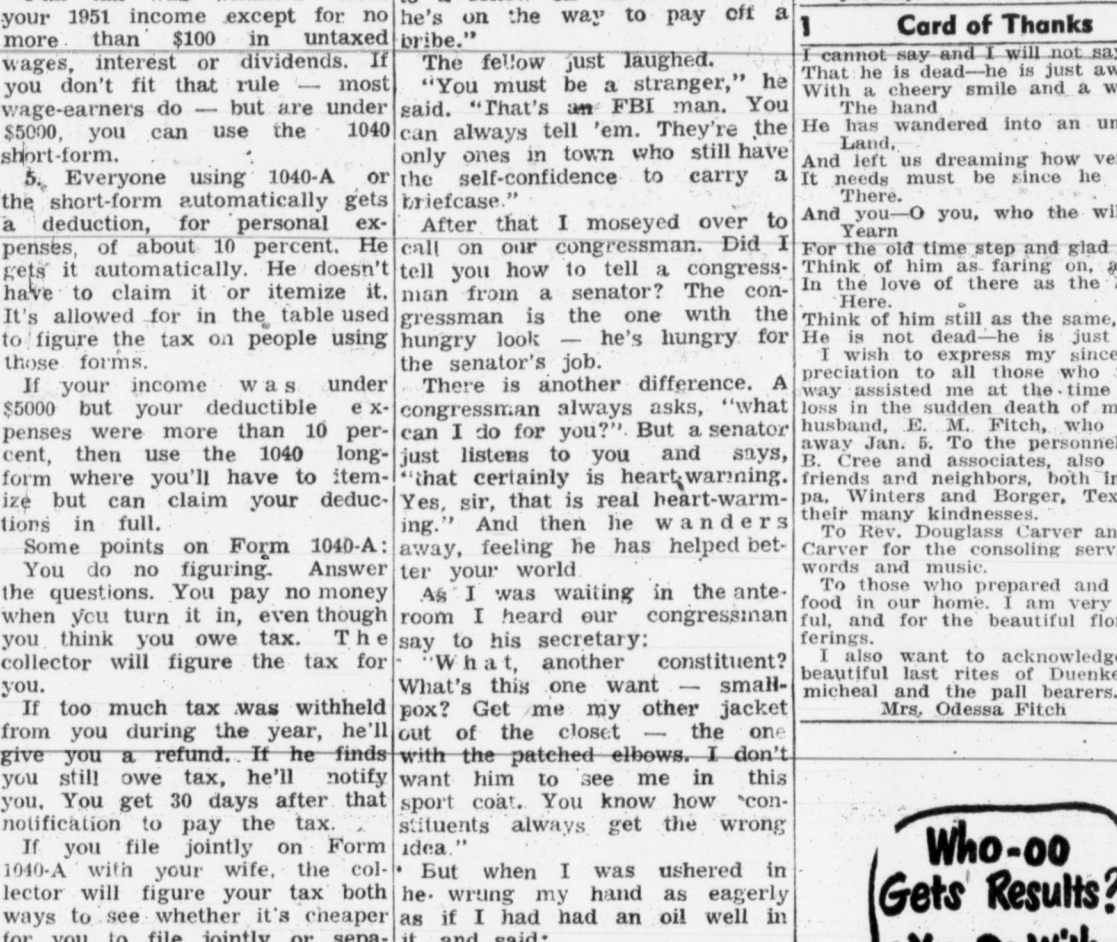 your 1951 income except for no
more than $100 in untaxed
wages, interest or dividends. If
you don't fit that rule — most
wage-earners do — but are under
$5000, you can use the 1040
short-form.
5. Everyone using 1040-A or
the short-form automatically gets
a deduction, for personal ex-
penses, of about 10 percent. He
gets it automatically. He doesn't
have to claim it or itemize it.
It's allowed for in the table used
to figure the tax on people using
those forms.
If your income was under
$5000 but your deductible ex-
penses were more than 10 per-
cent, then use the 1040 long-
form where you'll have to item-
ize but can claim your deduc-
tions in full.
Some points on Form 1040-A:
You do no figuring. Answer
the questions. You pay no money
when you turn it in, even though
you think you owe tax. The
collector will figure the tax for
you.
If too much tax was withheld
from you during the year, he'll
give you a refund. If he finds
you still owe tax, he'll notify
you. You get 30 days after that
notification to pay the tax.
If you file jointly on Form
1040-A with your wife, the col-
lector will figure your tax both
ways to see whether it's cheaper
for you to file jointly or sepa-
he's on the way to pay off a
bribe."
The fellow just laughed.
"You must be a stranger," he
said. "That's an FBI man. You
can always tell 'em. They're the
only ones in town who still have
the self-confidence to carry a
briefcase."
After that I moseyed over to
call on our congressman. Did I
tell you how to tell a congress-
man from a senator? The con-
gressman is the one with the
hungry look — he's hungry for
the senator's job.
There is another difference. A
congressman always asks, "what
can I do for you?" But a senator
just listens to you and says,
"that certainly is heart-warming.
Yes, sir, that is real heart-warm-
ing." And then he wanders
away, feeling he has helped bet-
ter your world
As I was waiting in the ante-
room I heard our congressman
say to his secretary:
"What, another constituent?
What's this one want — small-
pox? Get me my other jacket
out of the closet — the one
with the patched elbows. I don't
want him to see me in this
sport coat. You know how con-
stituents always get the wrong
idea."
But when I was ushered in
he wrung my hand as eagerly
as if I had had an oil well in
it, and said:
1 Card of Thanks
I cannot say and I will not say
That he is dead—he is just aw
With a cheery smile and a w
The hand
He has wandered into an un
Land,
And left us dreaming how ve
It needs must be since he
There.
And you—O you, who the wil
Yearn
For the old time step and glad
Think of him as faring on, a
In the love of there as the
Here.
Think of him still as the same,
He is not dead—he is just
I wish to express my since
preciation to all those who
way assisted me at the time
loss in the sudden death of m
husband, E. M. Fitch, who
away Jan. 5. To the personnel
B. Cree and associates, also
friends and neighbors, both in
pa, Winters and Borger, Tex
their many kindnesses.
To Rev. Douglass Carver an
Carver for the consoling serv
words and music.
To those who prepared and
food in our home. I am very
ful, and for the beautiful flo
ferings.
I also want to acknowledge
beautiful last rites of Duenke
micheal and the pall bearers.
Mrs. Odessa Fitch
Who-oo
Gets Results?